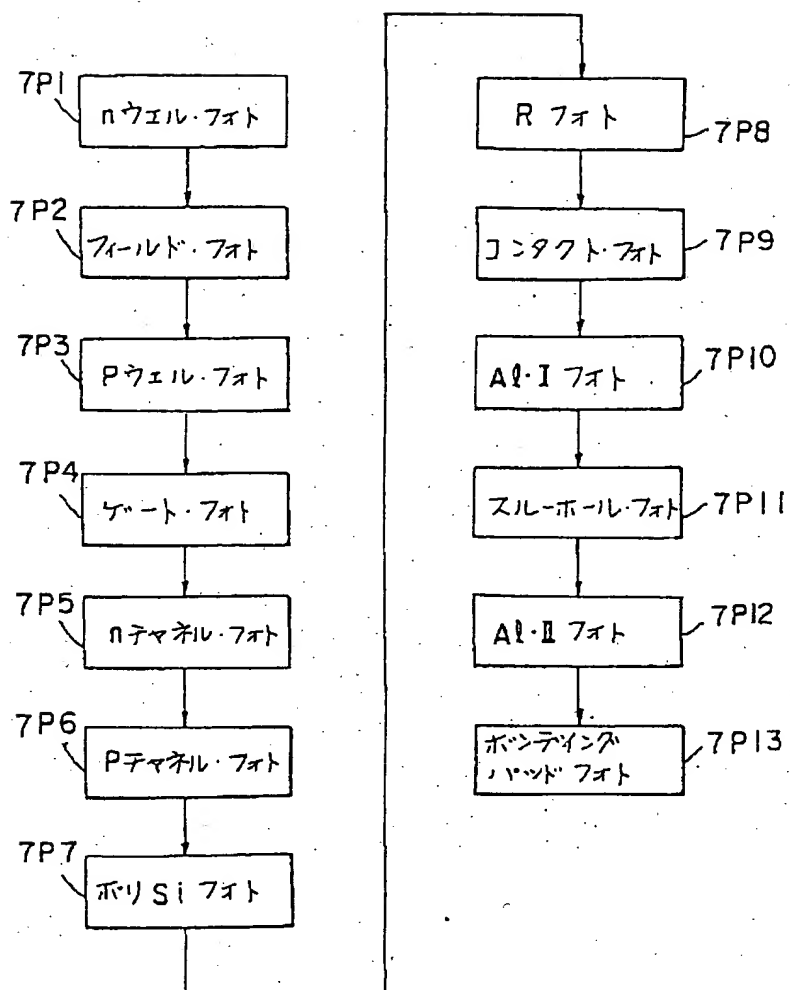 7P1
nウエル・フォト
7P2
フィールド・フォト
7P3
Pウエル・フォト
7P4
ゲート・フォト
7P5
nチャネル・フォト
7P6
Pチャネル・フォト
7P7
ポリSiフォト
Rフォト
7P8
コンタクト・フォト
7P9
Al・Iフォト
7P10
スルーホール・フォト
7P11
Al・IIフォト
7P12
ボンデイング
パッドフォト
7P13